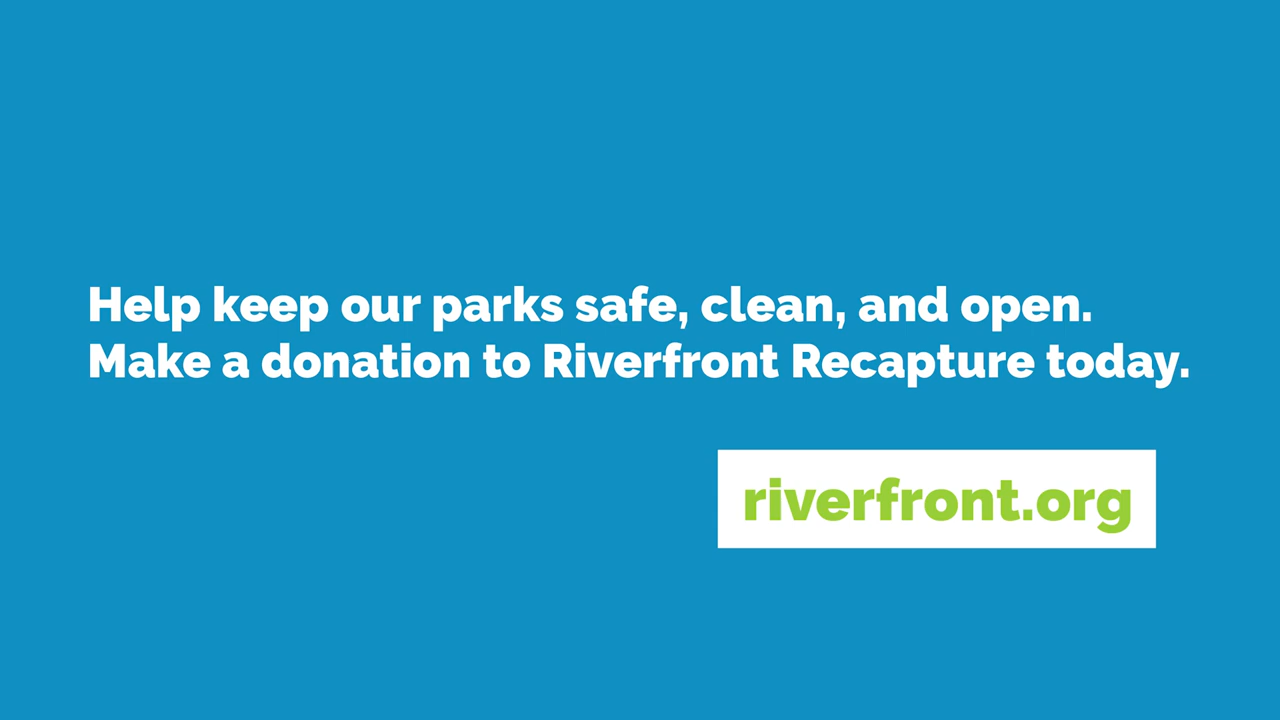 Help keep our parks safe, clean, and open.
Make a donation to Riverfront Recapture today.
riverfront.org